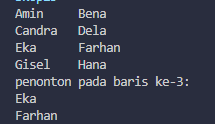 Amin    Bena
Candra  Dela
Eka     Farhan
Gisel   Hana
penonton pada baris ke-3:
Eka
Farhan